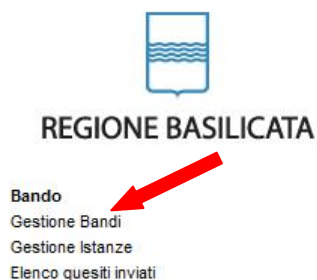 REGIONE BASILICATA
Bando
Gestione Bandi
Gestione Istanze
Elenco quesiti inviati